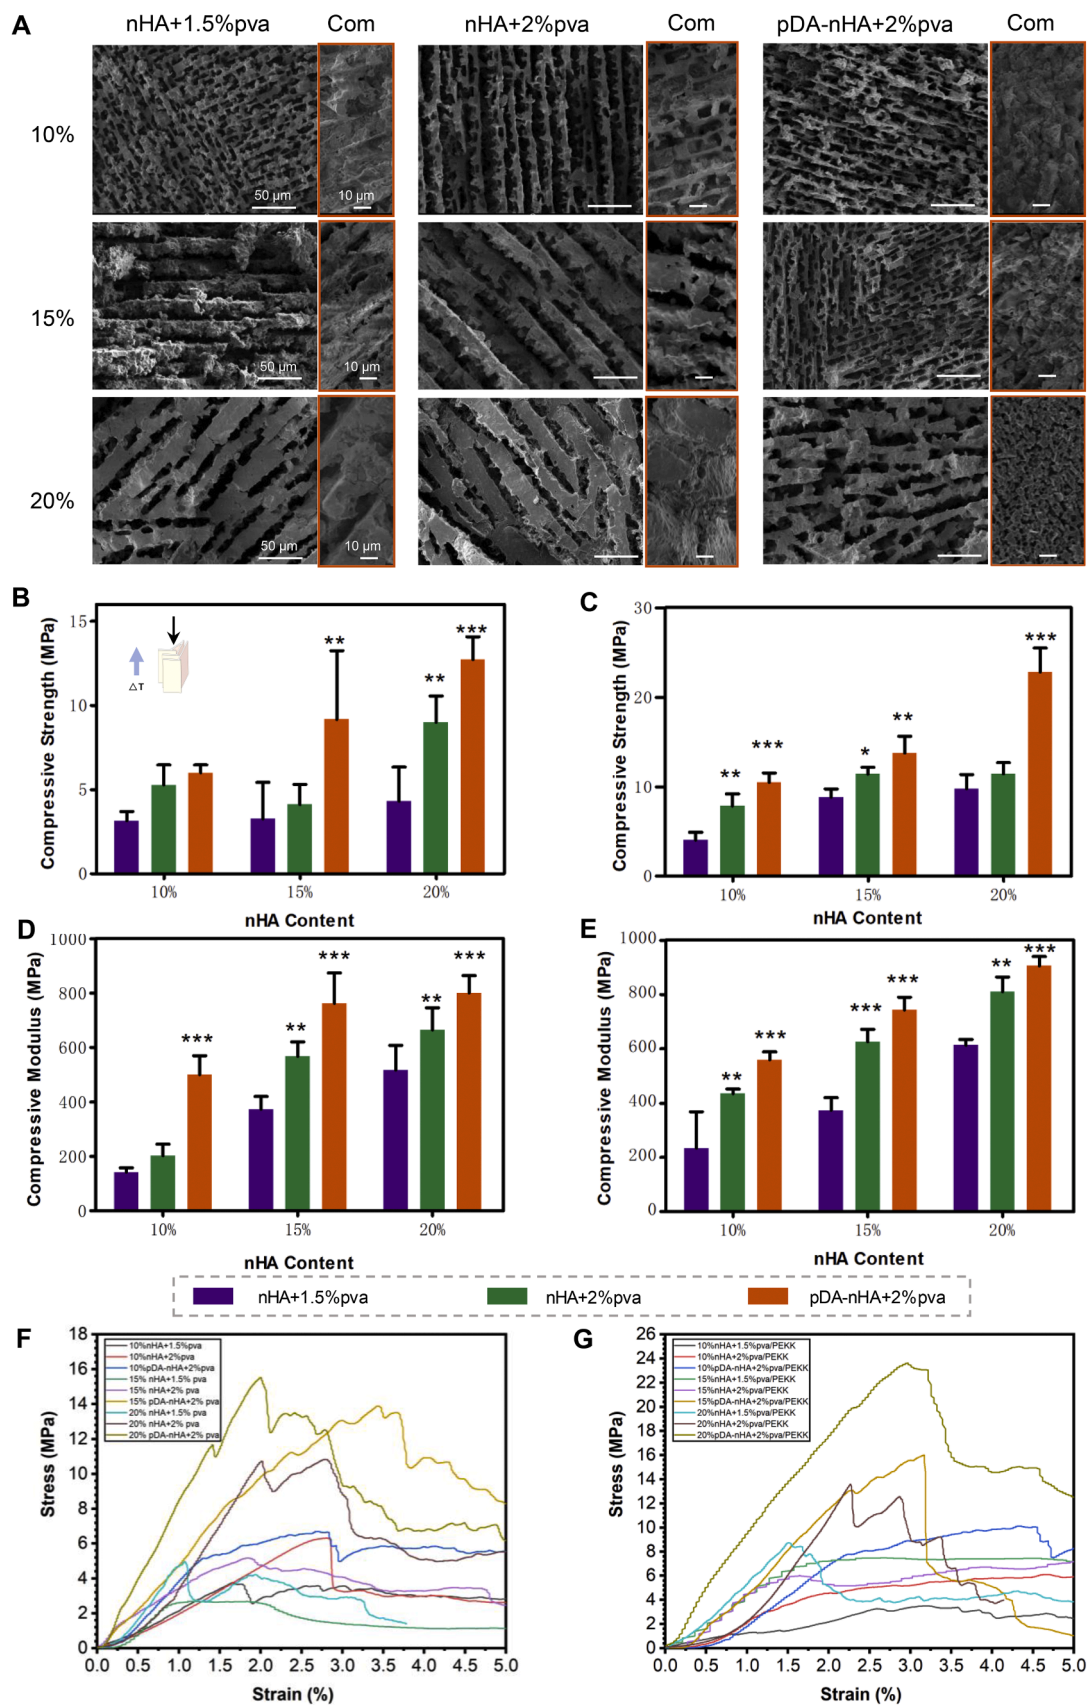 A
nHA+1.5%pva Com nHA+2%pva Com pDA-nHA+2%pva Com
10%
50 µm 10 µm
15%
50 µm 10 µm
20%
50 µm 10 µm
B
Compressive Strength (MPa)
15
10
5
0
ΔT
** ** ***
10% 15% 20%
nHA Content
C
Compressive Strength (MPa)
30
20
10
0
** *** * ** ***
10% 15% 20%
nHA Content
D
Compressive Modulus (MPa)
1000
800
600
400
200
0
*** ** *** ** ***
10% 15% 20%
nHA Content
E
Compressive Modulus (MPa)
1000
800
600
400
200
0
** *** *** *** ** ***
10% 15% 20%
nHA Content
nHA+1.5%pva nHA+2%pva pDA-nHA+2%pva
F
Stress (MPa)
18
16
14
12
10
8
6
4
2
0
10%nHA+1.5%pva
10%nHA+2%pva
10%pDA-nHA+2%pva
15% nHA+1.5% pva
15% nHA+2% pva
15% pDA-nHA+2% pva
20% nHA+1.5% pva
20% nHA+2% pva
20% pDA-nHA+2% pva
0.0 0.5 1.0 1.5 2.0 2.5 3.0 3.5 4.0 4.5 5.0
Strain (%)
G
Stress (MPa)
26
24
22
20
18
16
14
12
10
8
6
4
2
0
10%nHA+1.5%pva/PEKK
10%nHA+2%pva/PEKK
10%pDA-nHA+2%pva/PEKK
15%nHA+1.5%pva/PEKK
15%nHA+2%pva/PEKK
15%pDA-nHA+2%pva/PEKK
20%nHA+1.5%pva/PEKK
20%nHA+2%pva/PEKK
20%pDA-nHA+2%pva/PEKK
0.0 0.5 1.0 1.5 2.0 2.5 3.0 3.5 4.0 4.5 5.0
Strain (%)